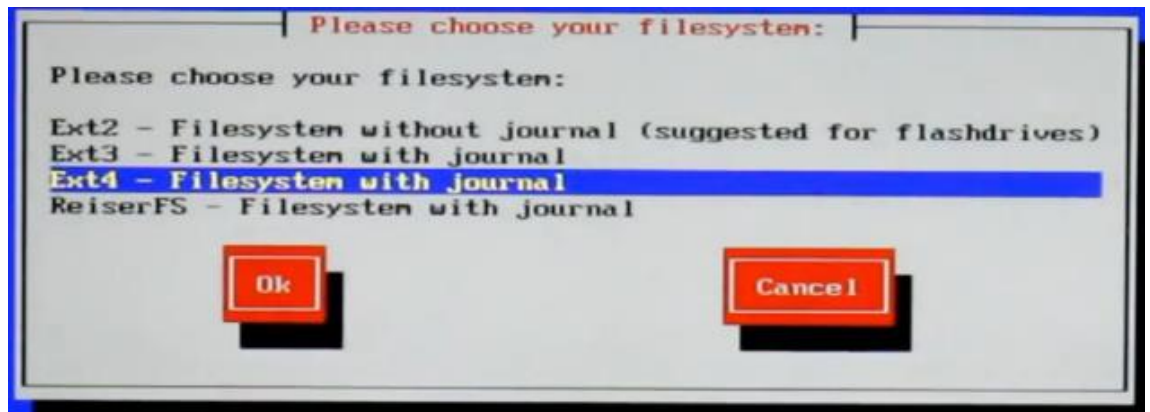 Please choose your filesystem:
Please choose your filesystem:
Ext2 - Filesystem without journal (suggested for flashdrives)
Ext3 - Filesystem with journal
Ext4 - Filesystem with journal
ReiserFS - Filesystem with journal
Ok
Cancel